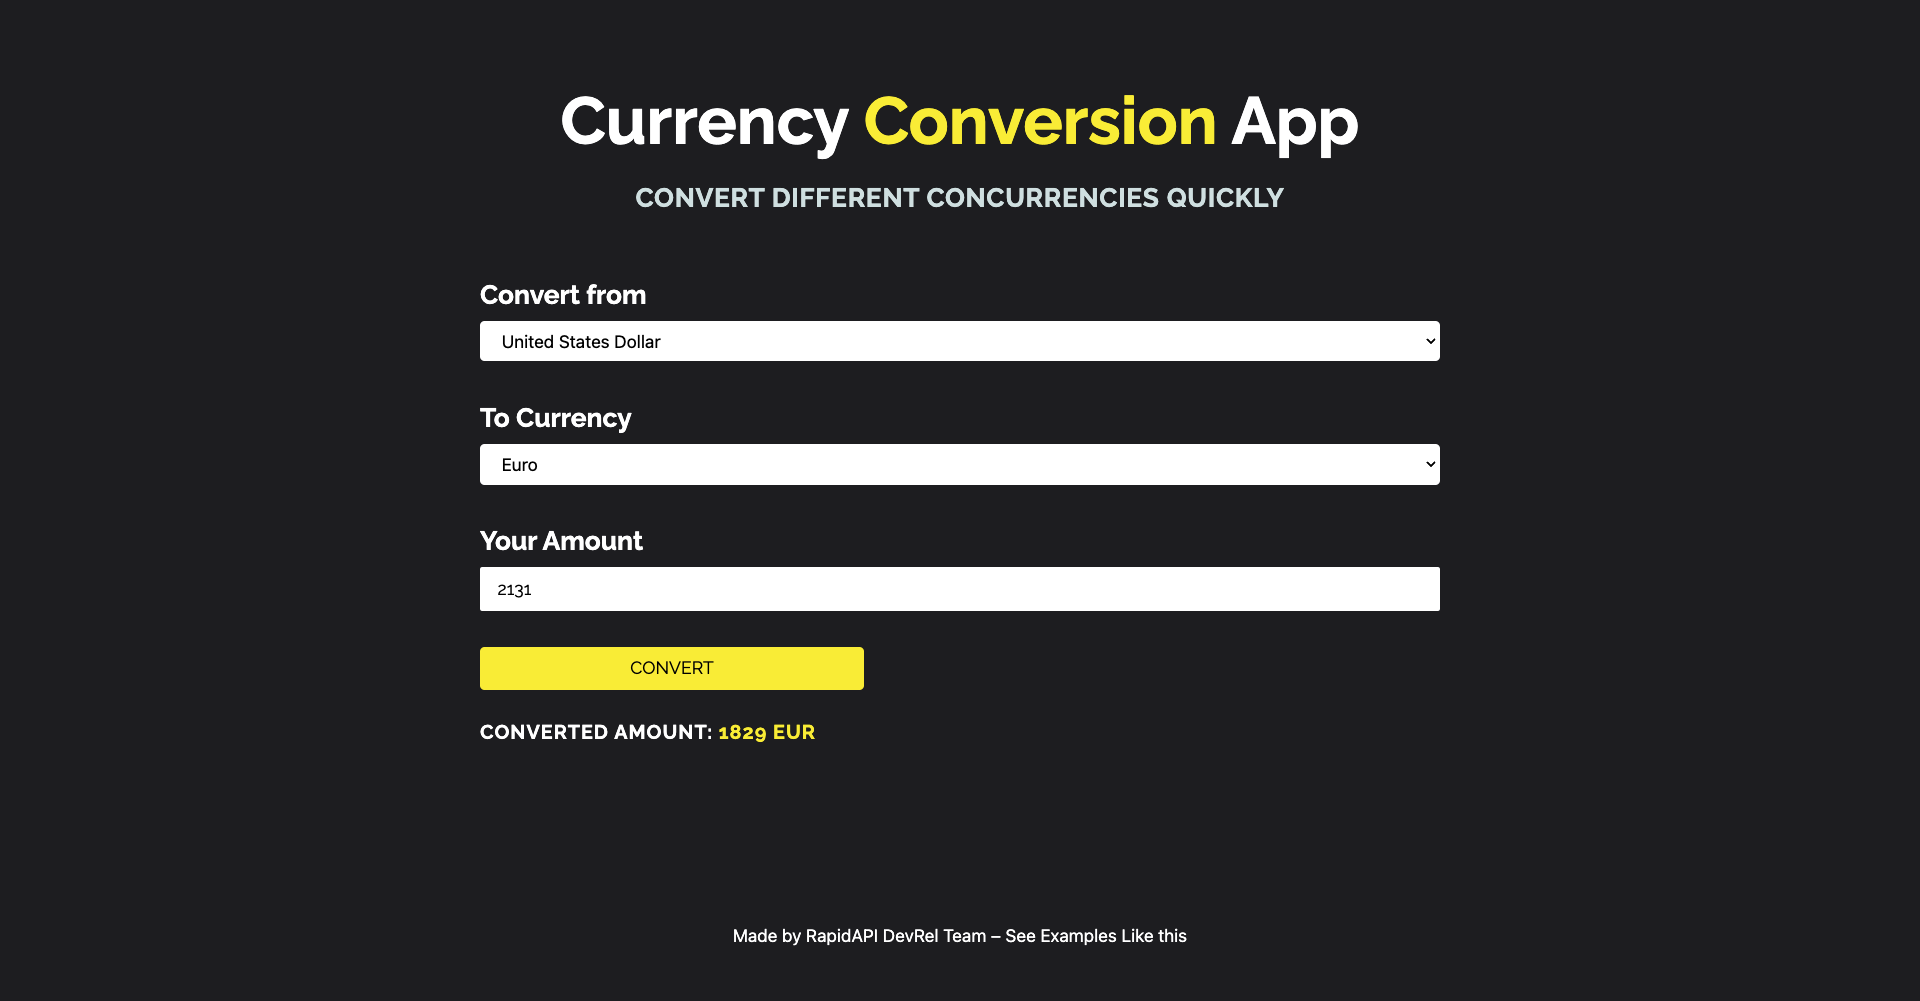 Currency Conversion App
CONVERT DIFFERENT CONCURRENCIES QUICKLY
Convert from
United States Dollar
To Currency
Euro
Your Amount
2131
CONVERT
CONVERTED AMOUNT: 1829 EUR
Made by RapidAPI DevRel Team – See Examples Like this